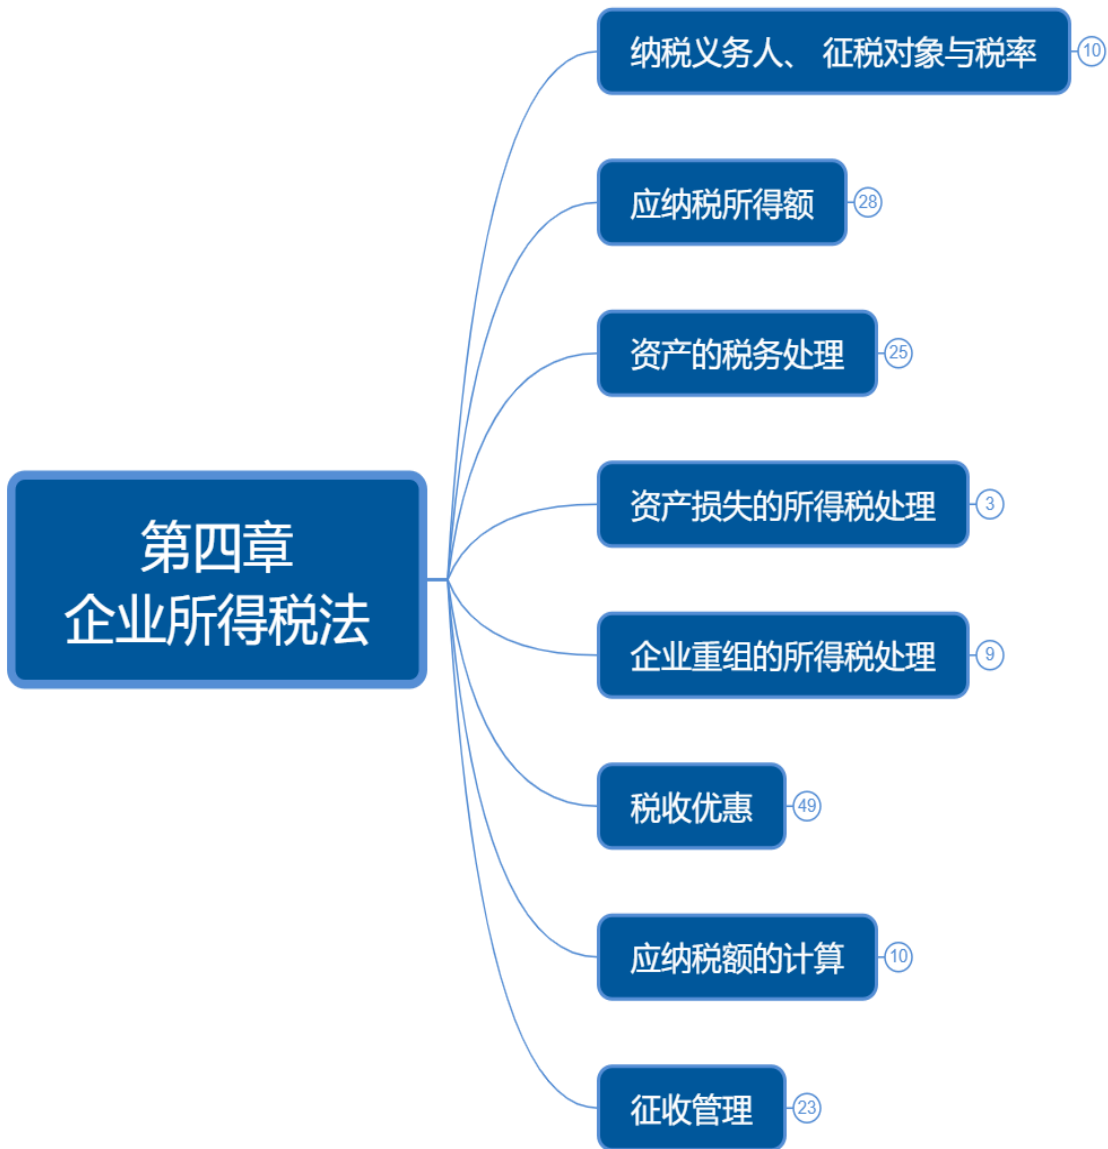 纳税义务人、 征税对象与税率
10
应纳税所得额
28
资产的税务处理
25
资产损失的所得税处理
3
第四章
企业所得税法
企业重组的所得税处理
9
税收优惠
49
应纳税额的计算
10
征收管理
23